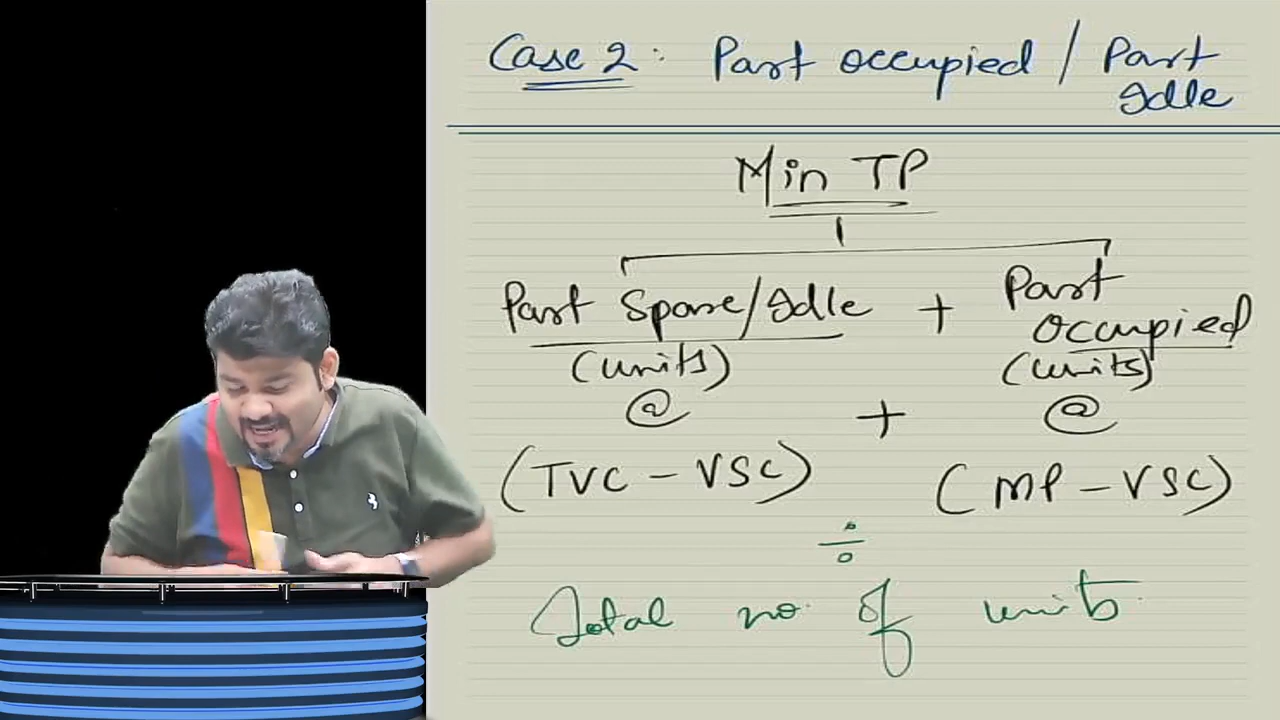 Case 2: Part occupied / Part Idle
Min TP
Part Spare/Idle + Part Occupied
(units) (units)
@ + @
(TVC - VSC) (MP - VSC)
÷
Total no. of units